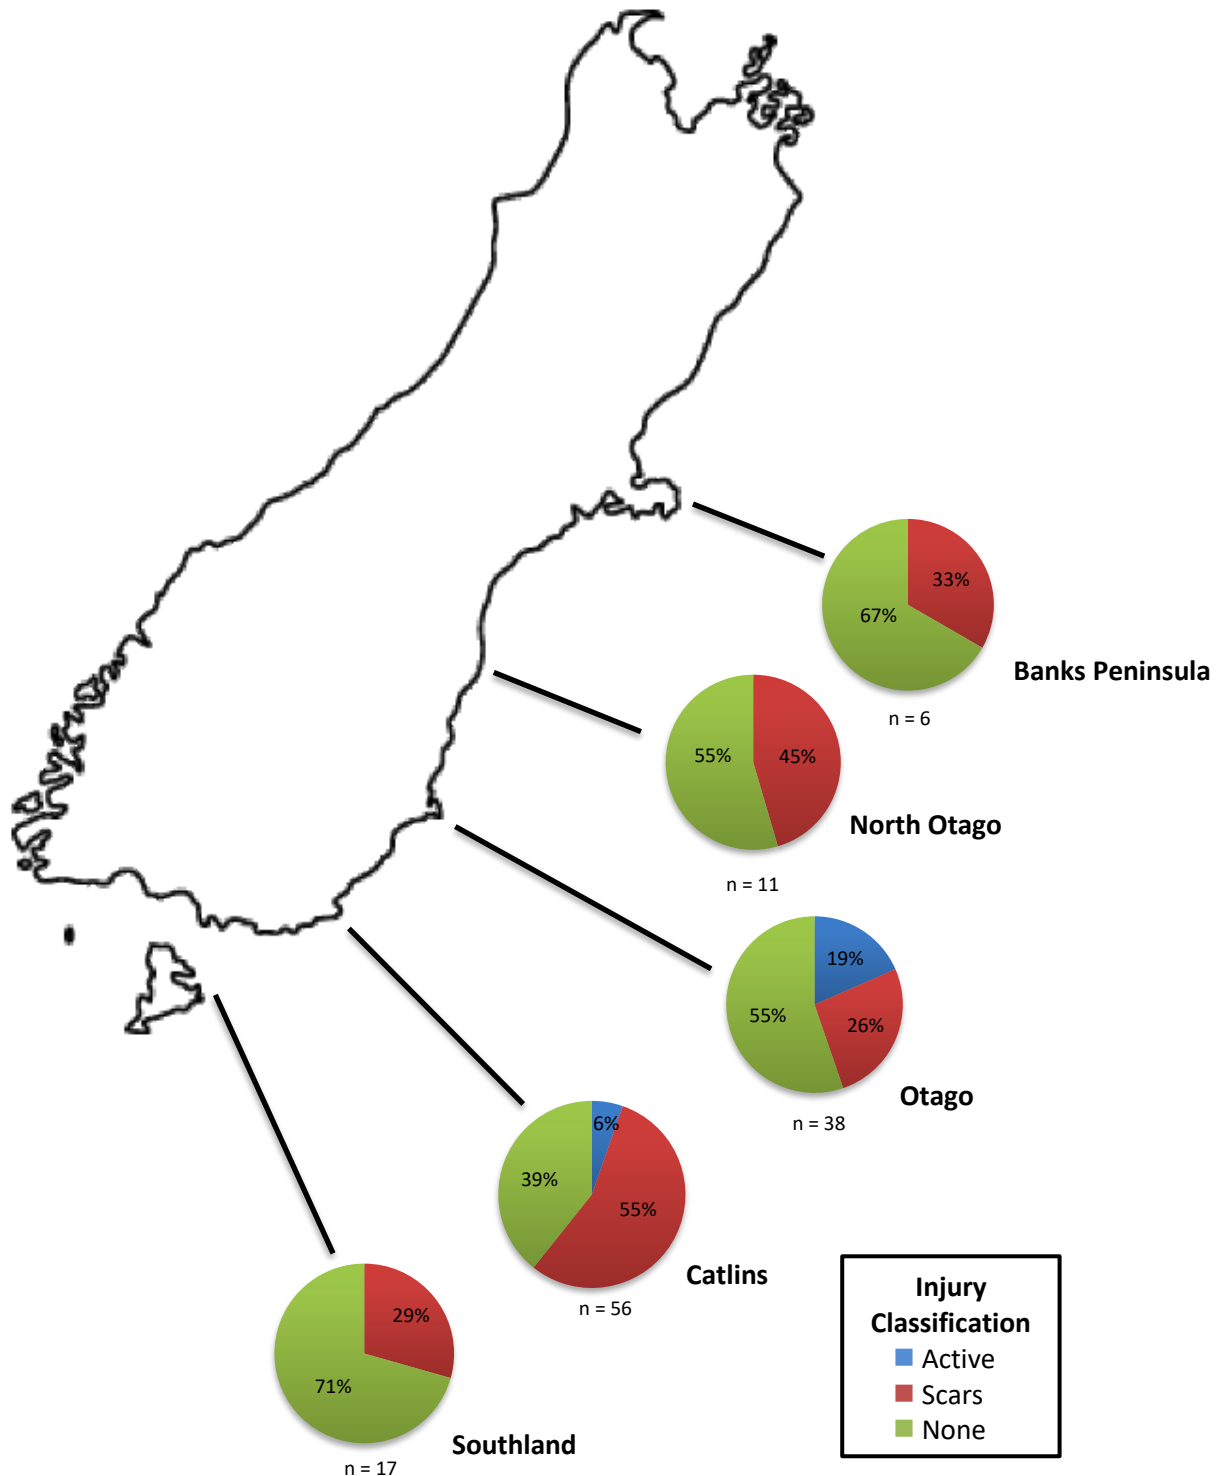 33%
67%
Banks Peninsula
n = 6
55%
45%
North Otago
n = 11
19%
55%
26%
Otago
n = 38
6%
39%
55%
Catlins
n = 56
29%
71%
Southland
n = 17
Injury
Classification
Active
Scars
None